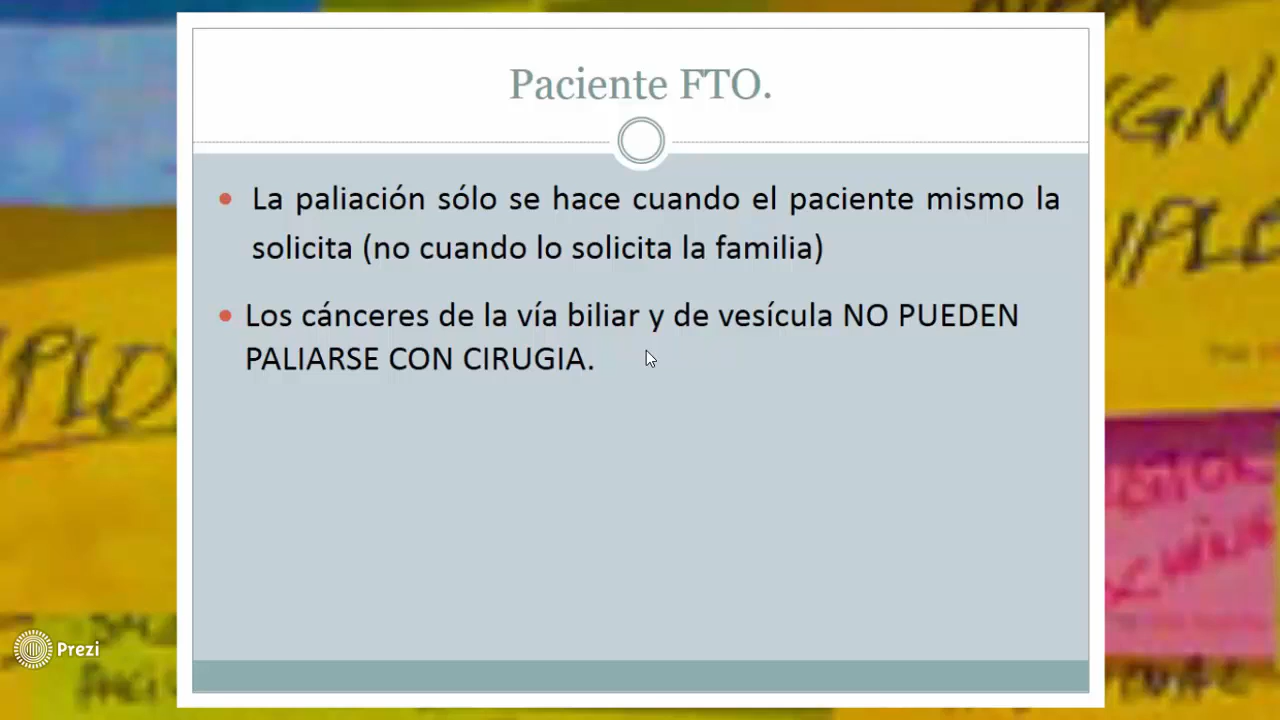 Paciente FTO.
La paliación sólo se hace cuando el paciente mismo la
solicita (no cuando lo solicita la familia)
Los cánceres de la vía biliar y de vesícula NO PUEDEN
PALIARSE CON CIRUGIA.
Prezi